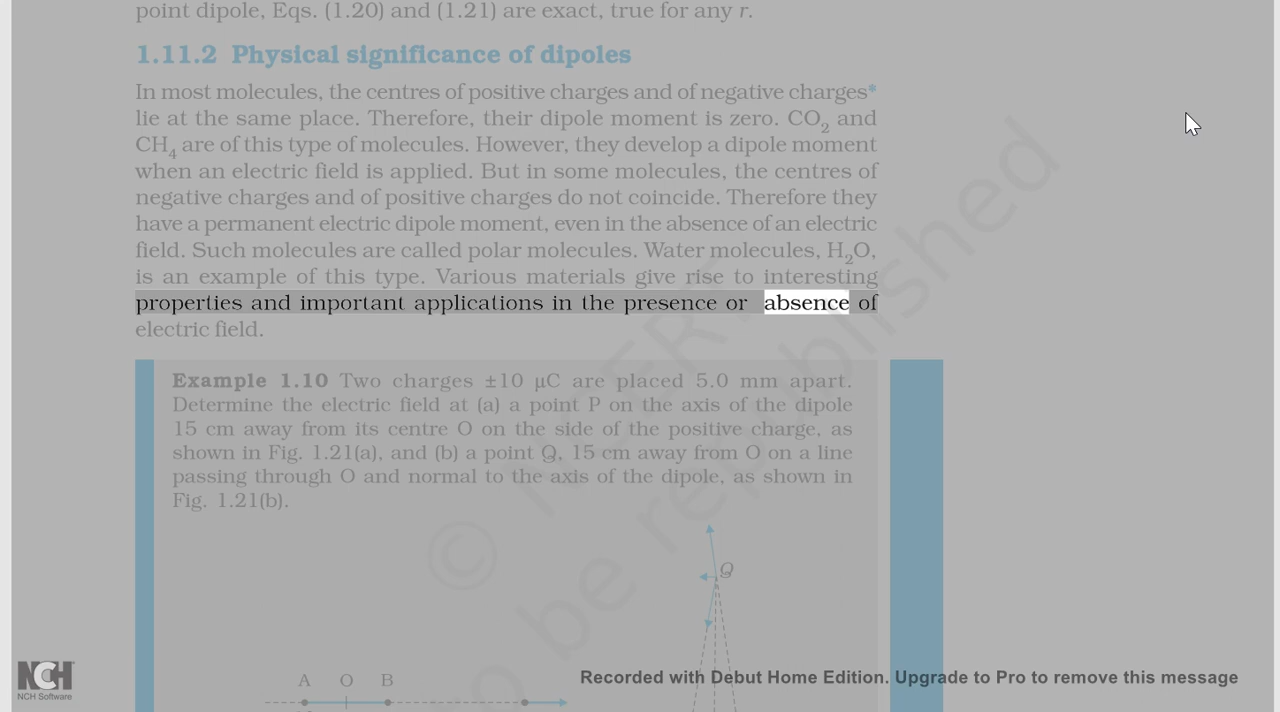 point dipole, Eqs. (1.20) and (1.21) are exact, true for any r.
1.11.2 Physical significance of dipoles
In most molecules, the centres of positive charges and of negative charges*
lie at the same place. Therefore, their dipole moment is zero. CO2 and
CH4 are of this type of molecules. However, they develop a dipole moment
when an electric field is applied. But in some molecules, the centres of
negative charges and of positive charges do not coincide. Therefore they
have a permanent electric dipole moment, even in the absence of an electric
field. Such molecules are called polar molecules. Water molecules, H2O,
is an example of this type. Various materials give rise to interesting
properties and important applications in the presence or absence of
electric field.
Example 1.10 Two charges ±10 μC are placed 5.0 mm apart.
Determine the electric field at (a) a point P on the axis of the dipole
15 cm away from its centre O on the side of the positive charge, as
shown in Fig. 1.21(a), and (b) a point Q, 15 cm away from O on a line
passing through O and normal to the axis of the dipole, as shown in
Fig. 1.21(b).
Q
A O B
© NCERT
to be republished
NCH
NCH Software
Recorded with Debut Home Edition. Upgrade to Pro to remove this message